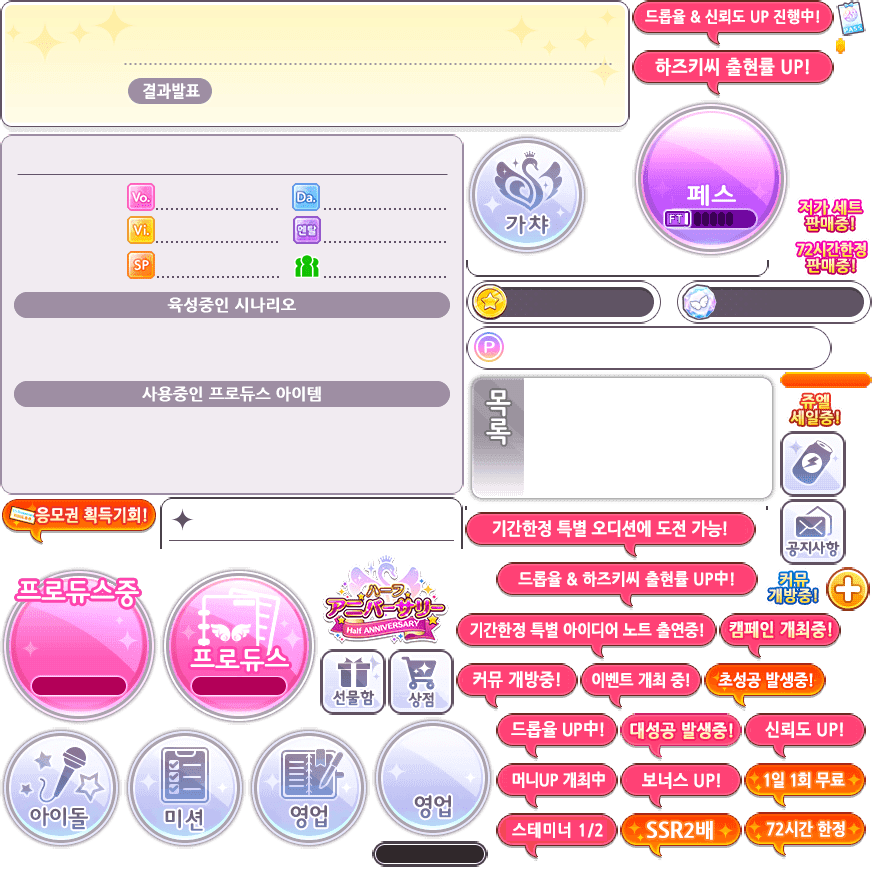 드롭율 & 신뢰도 UP 진행中!
PASS
하즈키씨 출현률 UP!
결과발표
Vo.
Da.
Vi.
멘탈
SP
육성중인 시나리오
사용중인 프로듀스 아이템
가챠
페스
FT
저가 세트
판매중!
72시간한정
판매중!
P
목록
쥬엘
세일중!
공지사항
응모권 획득기회!
기간한정 특별 오디션에 도전 가능!
드롭율 & 하즈키씨 출현률 UP中!
커뮤
개방중!
프로듀스중
프로듀스
ハーフ
アニバーサリー
Half ANNIVERSARY
기간한정 특별 아이디어 노트 출연중!
캠페인 개최중!
선물함
상점
커뮤 개방중!
이벤트 개최 중!
초성공 발생중!
드롭율 UP中!
대성공 발생중!
신뢰도 UP!
머니UP 개최中
보너스 UP!
1일 1회 무료
스테미너 1/2
SSR2배
72시간 한정
아이돌
미션
영업
영업